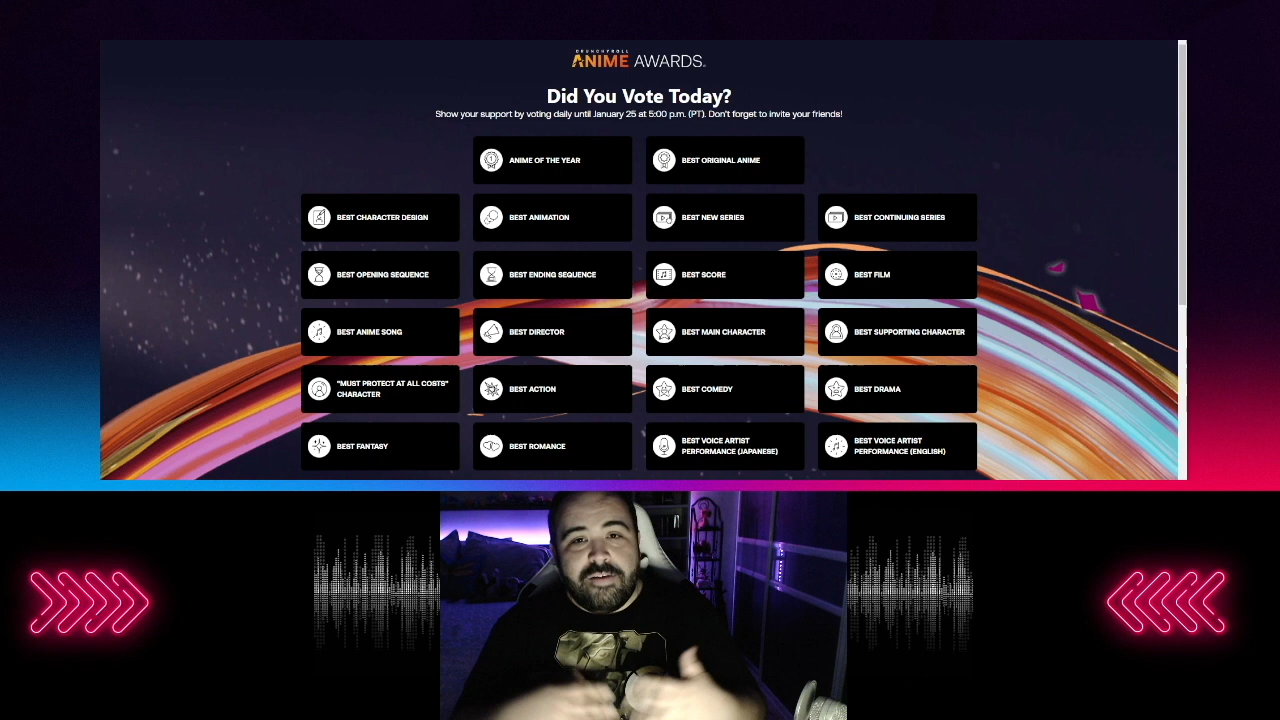 CRUNCHYROLL
ANIME AWARDS
Did You Vote Today?
Show your support by voting daily until January 25 at 5:00 p.m. (PT). Don't forget to invite your friends!
ANIME OF THE YEAR
BEST ORIGINAL ANIME
BEST CHARACTER DESIGN
BEST ANIMATION
BEST NEW SERIES
BEST CONTINUING SERIES
BEST OPENING SEQUENCE
BEST ENDING SEQUENCE
BEST SCORE
BEST FILM
BEST ANIME SONG
BEST DIRECTOR
BEST MAIN CHARACTER
BEST SUPPORTING CHARACTER
"MUST PROTECT AT ALL COSTS"
CHARACTER
BEST ACTION
BEST COMEDY
BEST DRAMA
BEST FANTASY
BEST ROMANCE
BEST VOICE ARTIST
PERFORMANCE (JAPANESE)
BEST VOICE ARTIST
PERFORMANCE (ENGLISH)